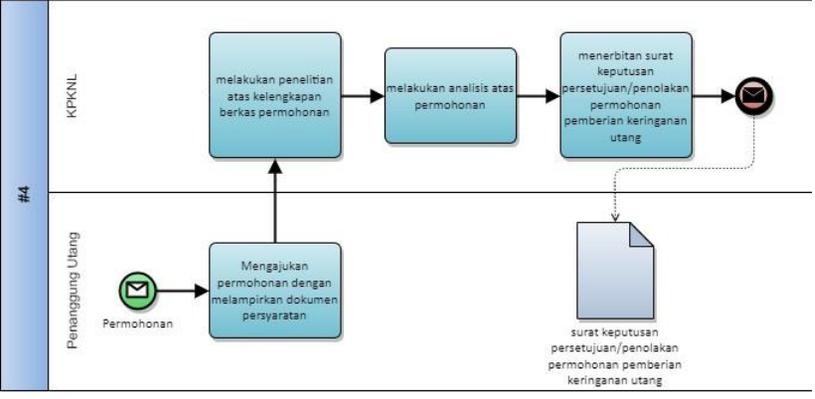 #4
KPKNL
melakukan penelitian
atas kelengkapan
berkas permohonan
melakukan analisis atas
permohonan
menerbitan surat
keputusan
persetujuan/penolakan
permohonan
pemberian keringanan
utang
Penanggung Utang
Permohonan
Mengajukan
permohonan dengan
melampirkan dokumen
persyaratan
surat keputusan
persetujuan/penolakan
permohonan pemberian
keringanan utang